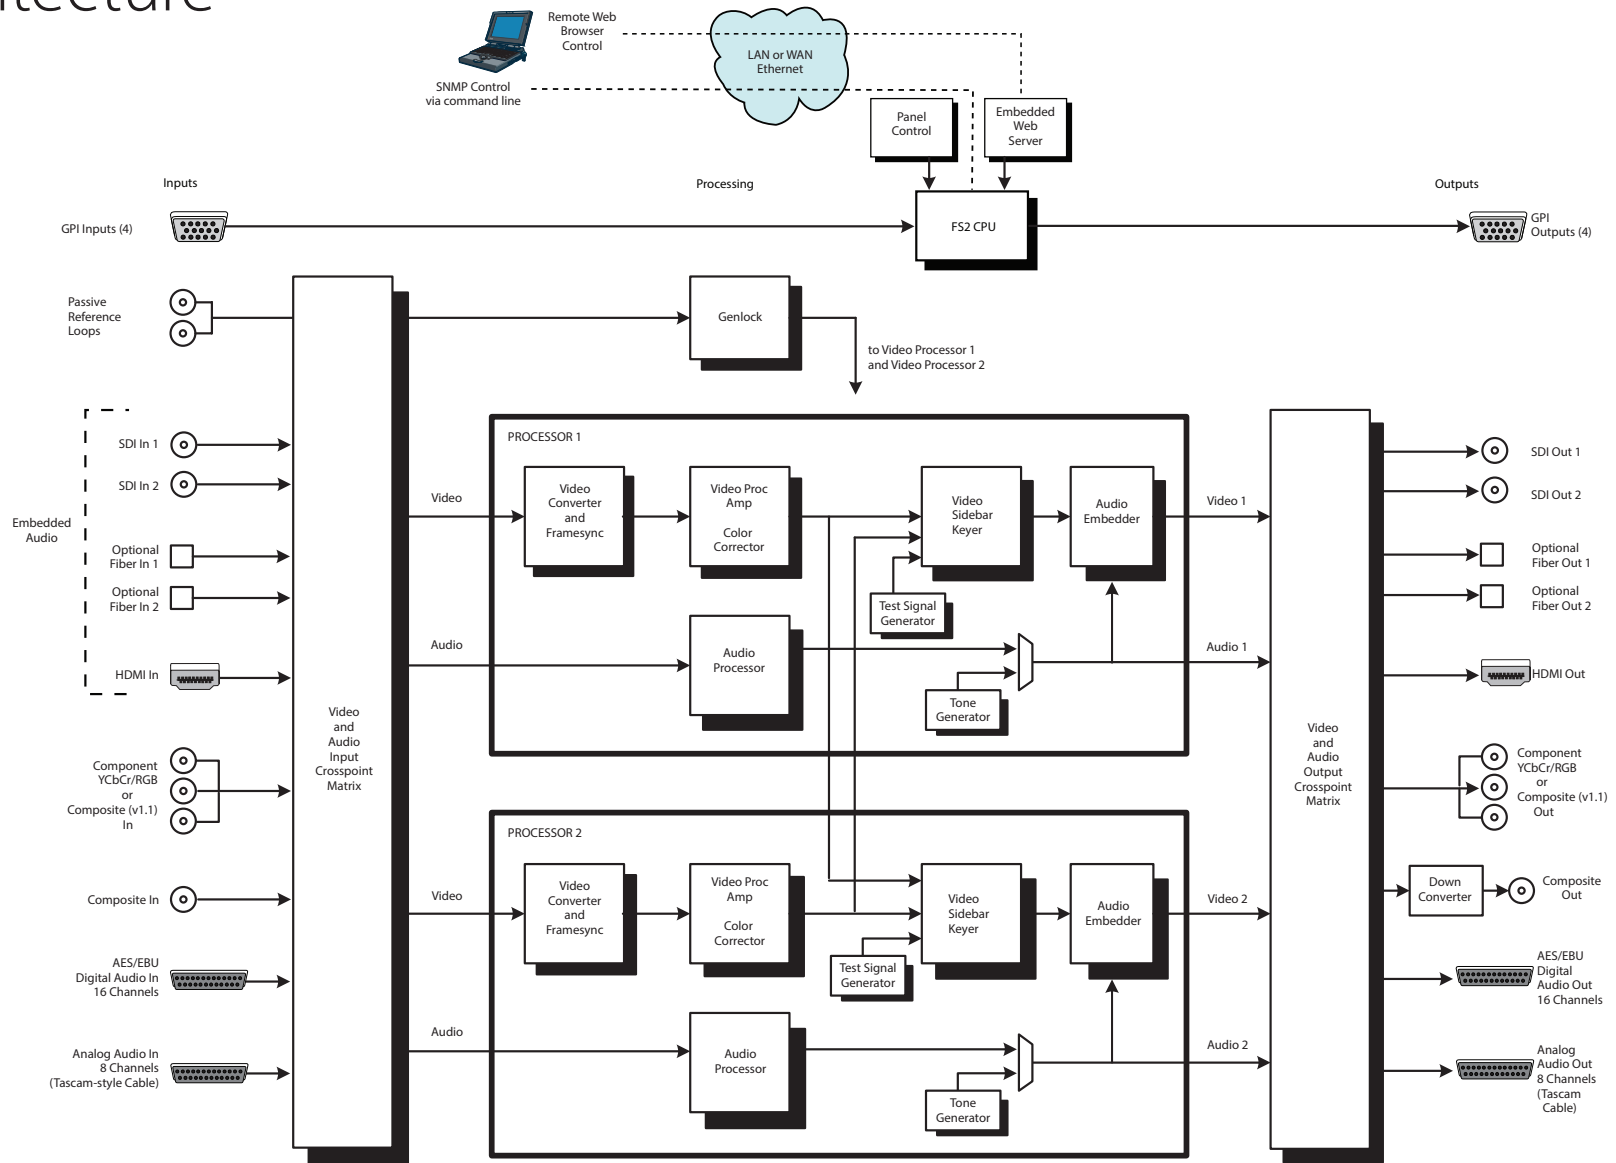 itecture
Remote Web
Browser
Control
LAN or WAN
Ethernet
SNMP Control
via command line
Panel
Control
Embedded
Web
Server
Inputs
Processing
Outputs
GPI Inputs (4)
FS2 CPU
GPI
Outputs (4)
Passive
Reference
Loops
Genlock
to Video Processor 1
and Video Processor 2
Embedded
Audio
SDI In 1
SDI In 2
Optional
Fiber In 1
Optional
Fiber In 2
HDMI In
Component
YCbCr/RGB
or
Composite (v1.1)
In
Composite In
AES/EBU
Digital Audio In
16 Channels
Analog Audio In
8 Channels
(Tascam-style Cable)
Video
and
Audio
Input
Crosspoint
Matrix
PROCESSOR 1
Video
Video
Converter
and
Framesync
Video Proc
Amp
Color
Corrector
Video
Sidebar
Keyer
Audio
Embedder
Video 1
Test Signal
Generator
Audio
Audio
Processor
Tone
Generator
Audio 1
PROCESSOR 2
Video
Video
Converter
and
Framesync
Video Proc
Amp
Color
Corrector
Video
Sidebar
Keyer
Audio
Embedder
Video 2
Test Signal
Generator
Audio
Audio
Processor
Tone
Generator
Audio 2
Video
and
Audio
Output
Crosspoint
Matrix
SDI Out 1
SDI Out 2
Optional
Fiber Out 1
Optional
Fiber Out 2
HDMI Out
Component
YCbCr/RGB
or
Composite (v1.1)
Out
Down
Converter
Composite
Out
AES/EBU
Digital
Audio Out
16 Channels
Analog
Audio Out
8 Channels
(Tascam
Cable)